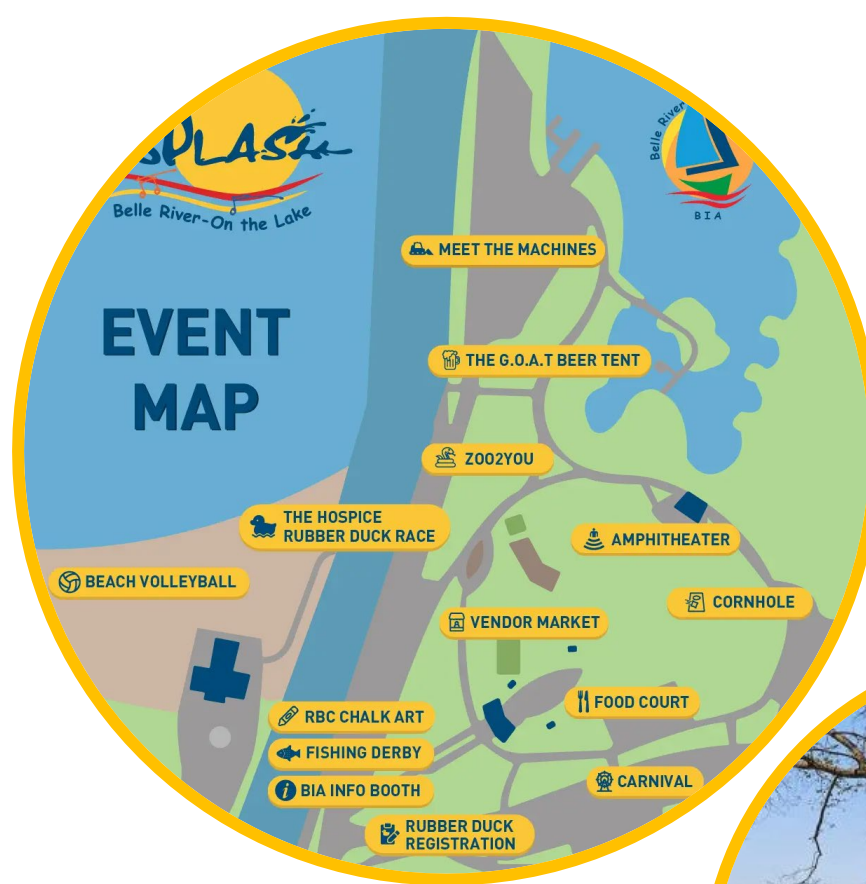 SPLASH
Belle River-On the Lake
Belle River
BIA
EVENT
MAP
MEET THE MACHINES
THE G.O.A.T BEER TENT
ZOO2YOU
THE HOSPICE
RUBBER DUCK RACE
AMPHITHEATER
BEACH VOLLEYBALL
CORNHOLE
VENDOR MARKET
FOOD COURT
RBC CHALK ART
FISHING DERBY
BIA INFO BOOTH
CARNIVAL
RUBBER DUCK
REGISTRATION